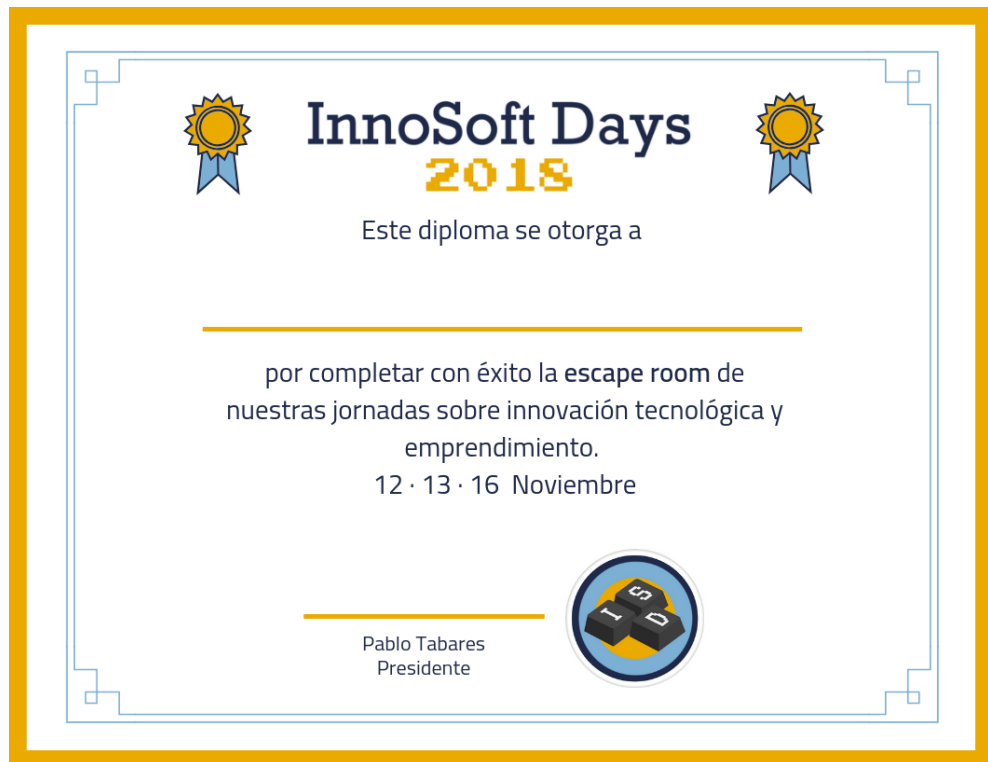 InnoSoft Days
2018
Este diploma se otorga a
por completar con éxito la escape room de
nuestras jornadas sobre innovación tecnológica y
emprendimiento.
12 · 13 · 16 Noviembre
I S D
Pablo Tabares
Presidente